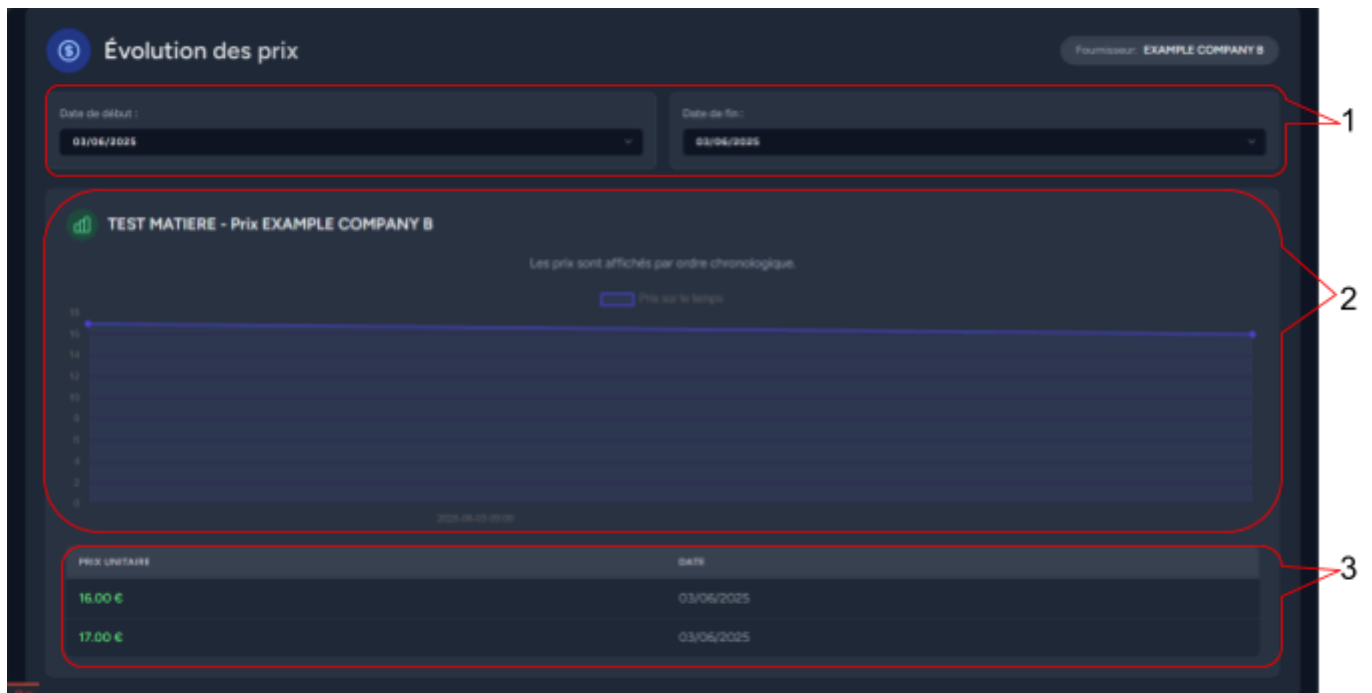 Évolution des prix
Fournisseur: EXAMPLE COMPANY B
Date de début :
Date de fin :
03/06/2025
03/06/2025
1
TEST MATIERE - Prix EXAMPLE COMPANY B
Les prix sont affichés par ordre chronologique.
Prix sur le temps
2
18
16
14
12
10
8
6
4
2
0
PRIX UNITAIRE
DATE
3
16.00 €
03/06/2025
17.00 €
03/06/2025